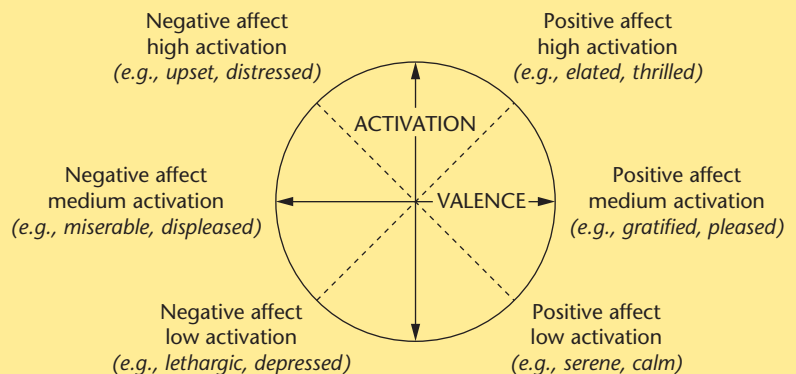 Negative affect
high activation
(e.g., upset, distressed)
Positive affect
high activation
(e.g., elated, thrilled)
ACTIVATION
Negative affect
medium activation
(e.g., miserable, displeased)
VALENCE
Positive affect
medium activation
(e.g., gratified, pleased)
Negative affect
low activation
(e.g., lethargic, depressed)
Positive affect
low activation
(e.g., serene, calm)